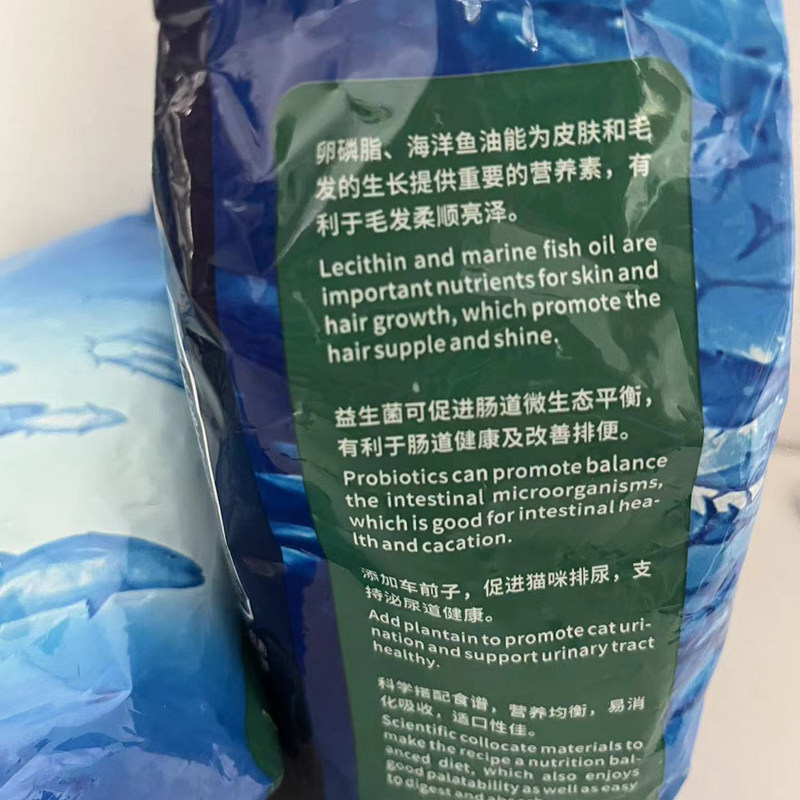 卵磷脂、海洋鱼油能为皮肤和毛
发的生长提供重要的营养素，有
利于毛发柔顺亮泽。
Lecithin and marine fish oil are
important nutrients for skin and
hair growth, which promote the
hair supple and shine.
益生菌可促进肠道微生态平衡，
有利于肠道健康及改善排便。
Probiotics can promote balance
the intestinal microorganisms,
which is good for intestinal hea-
lth and cacation.
添加车前子，促进猫咪排尿，支
持泌尿道健康。
Add plantain to promote cat uri-
nation and support urinary tract
healthy.
科学搭配食谱，营养均衡，易消
化吸收，适口性佳。
Scientific collocate materials to
make the recipe a nutrition bal-
anced diet, which also enjoys
good palatability as well as easy
to digest and absorb.